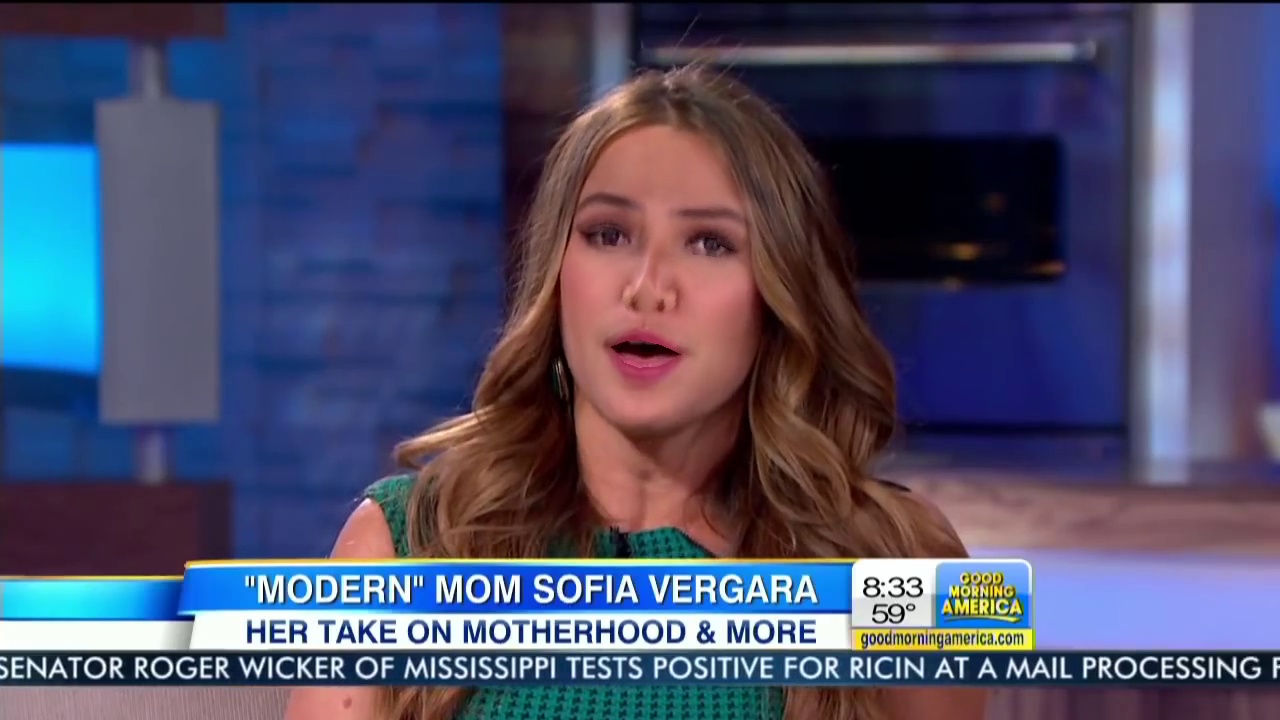 "MODERN" MOM SOFIA VERGARA
HER TAKE ON MOTHERHOOD & MORE
8:33
59°
GOOD
MORNING
AMERICA
goodmorningamerica.com
SENATOR ROGER WICKER OF MISSISSIPPI TESTS POSITIVE FOR RICIN AT A MAIL PROCESSING